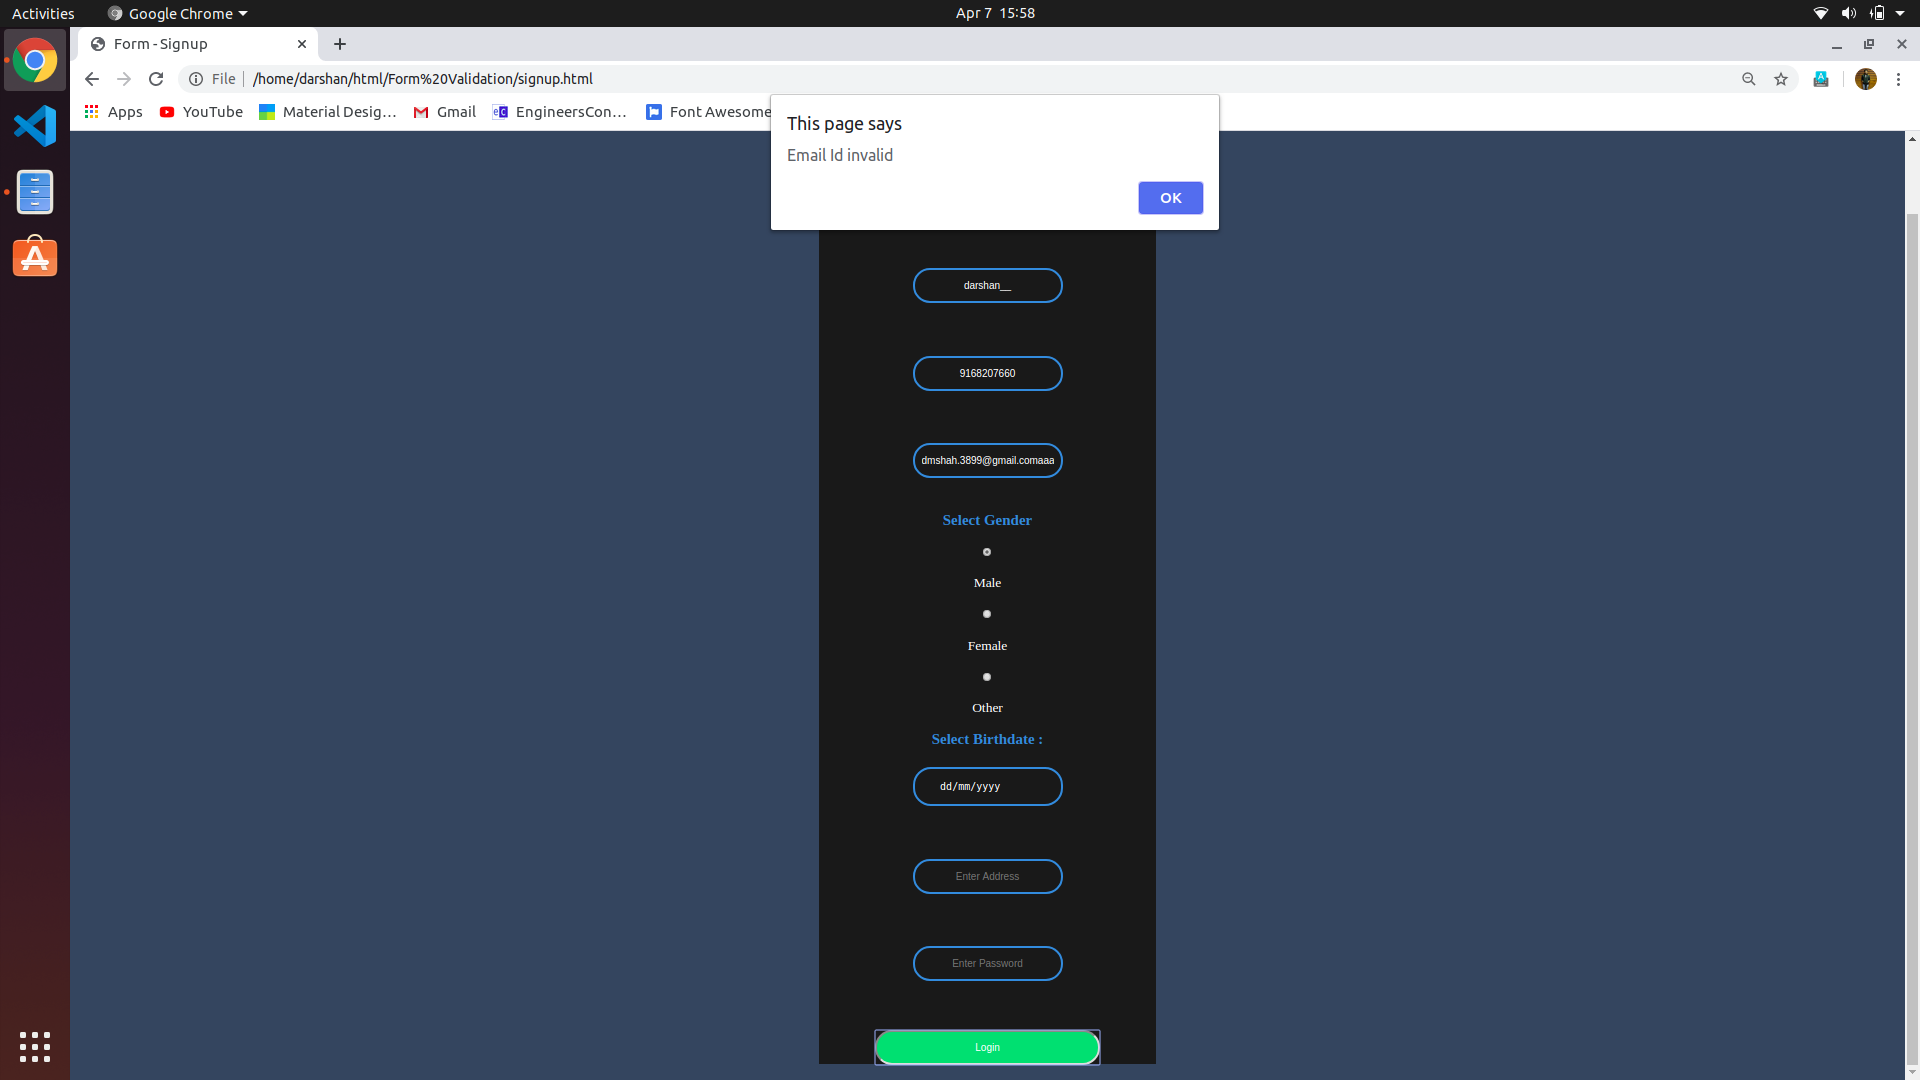 Activities
Google Chrome
Apr 7 15:58
Form - Signup
File
/home/darshan/html/Form%20Validation/signup.html
Apps
YouTube
Material Desig...
Gmail
EngineersCon...
Font Awesome
This page says
Email Id invalid
OK
darshan__
9168207660
dmshah.3899@gmail.comaaa
Select Gender
Male
Female
Other
Select Birthdate :
dd/mm/yyyy
Enter Address
Enter Password
Login